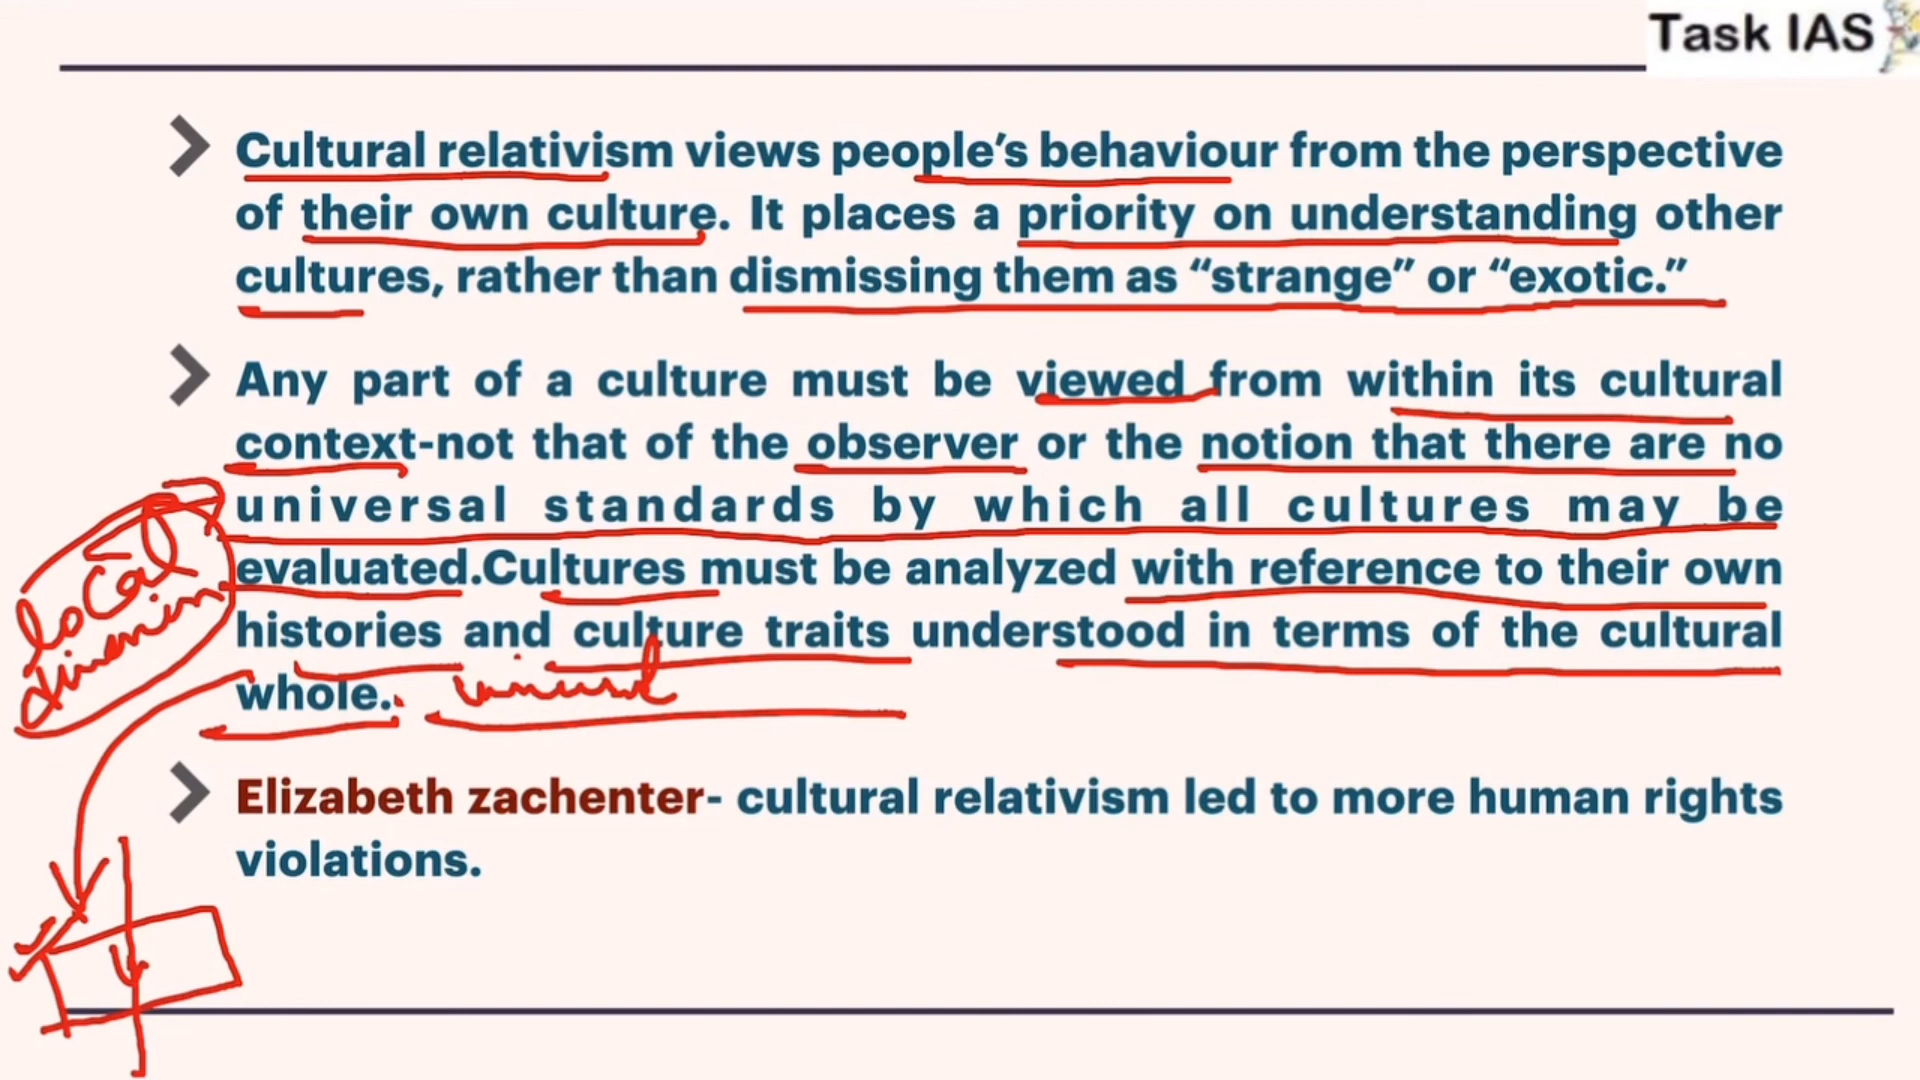 Task IAS
Cultural relativism views people’s behaviour from the perspective
of their own culture. It places a priority on understanding other
cultures, rather than dismissing them as “strange” or “exotic.”
Any part of a culture must be viewed from within its cultural
context-not that of the observer or the notion that there are no
universal standards by which all cultures may be
evaluated.Cultures must be analyzed with reference to their own
histories and culture traits understood in terms of the cultural
whole.
local
Elizabeth zachenter- cultural relativism led to more human rights
violations.